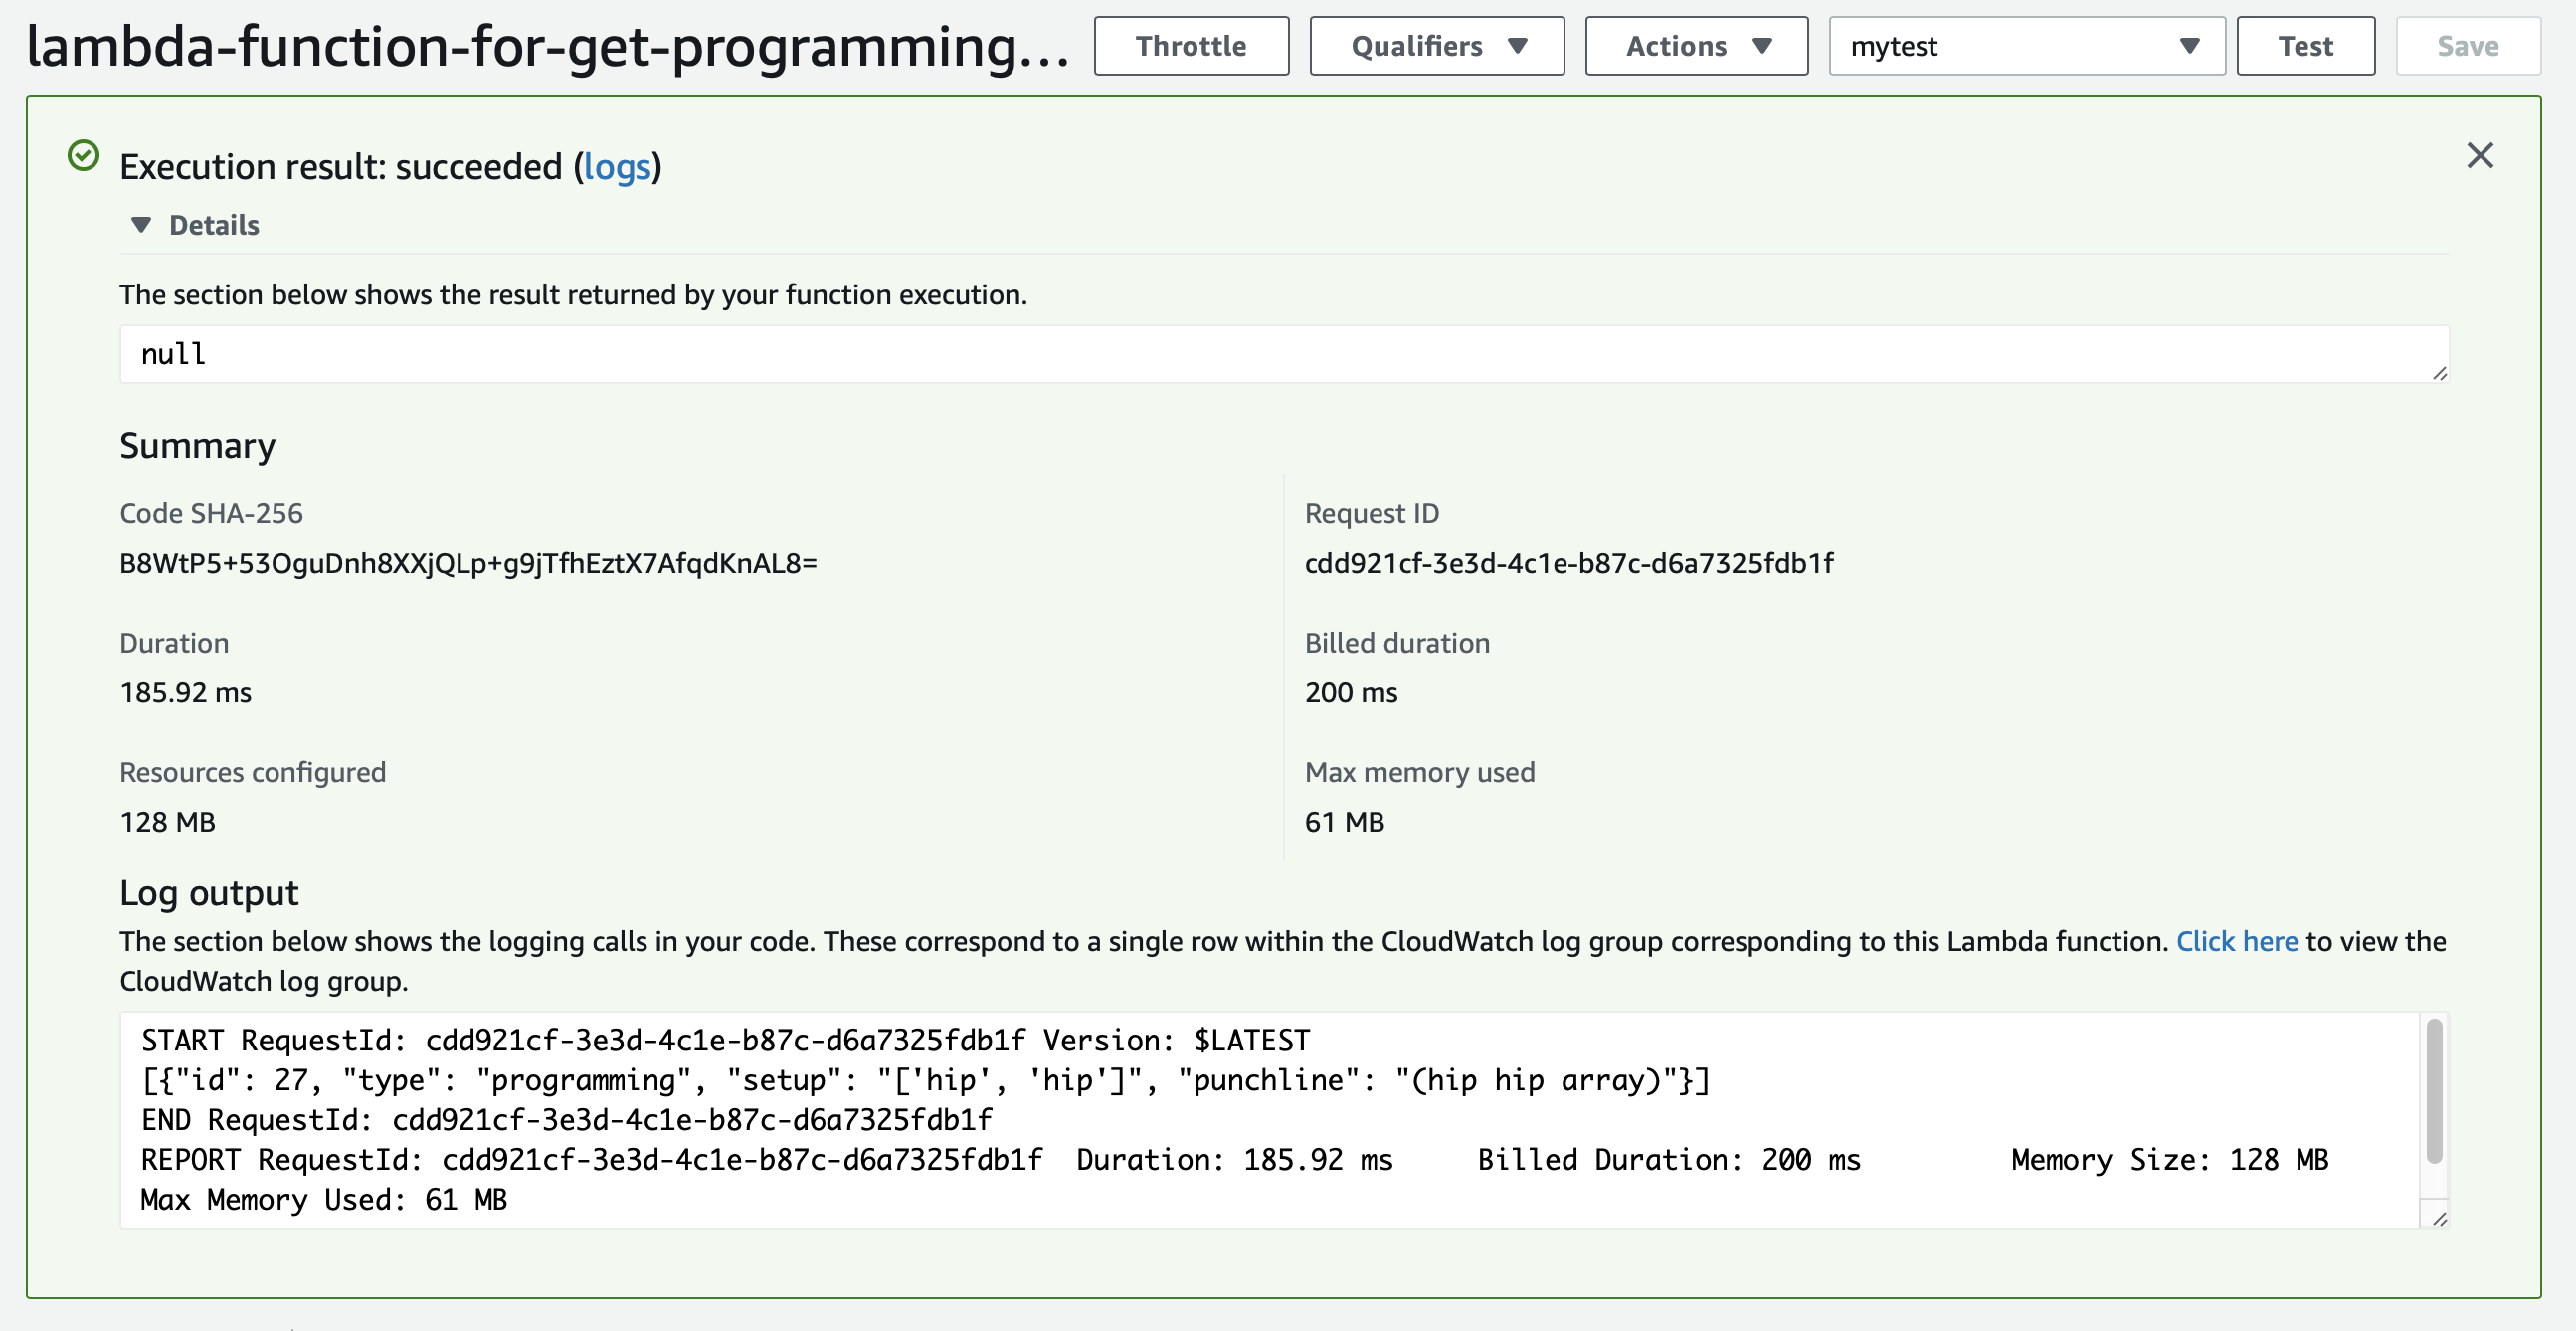 lambda-function-for-get-programming...
Throttle
Qualifiers
Actions
mytest
Test
Save
Execution result: succeeded (logs)
Details
The section below shows the result returned by your function execution.
null
Summary
Code SHA-256
B8WtP5+53OguDnh8XXjQLp+g9jTfhEztX7AfqdKnAL8=
Request ID
cdd921cf-3e3d-4c1e-b87c-d6a7325fdb1f
Duration
185.92 ms
Billed duration
200 ms
Resources configured
128 MB
Max memory used
61 MB
Log output
The section below shows the logging calls in your code. These correspond to a single row within the CloudWatch log group corresponding to this Lambda function. Click here to view the
CloudWatch log group.
START RequestId: cdd921cf-3e3d-4c1e-b87c-d6a7325fdb1f Version: $LATEST
[{"id": 27, "type": "programming", "setup": "['hip', 'hip']", "punchline": "(hip hip array)"}]
END RequestId: cdd921cf-3e3d-4c1e-b87c-d6a7325fdb1f
REPORT RequestId: cdd921cf-3e3d-4c1e-b87c-d6a7325fdb1f Duration: 185.92 ms Billed Duration: 200 ms Memory Size: 128 MB
Max Memory Used: 61 MB